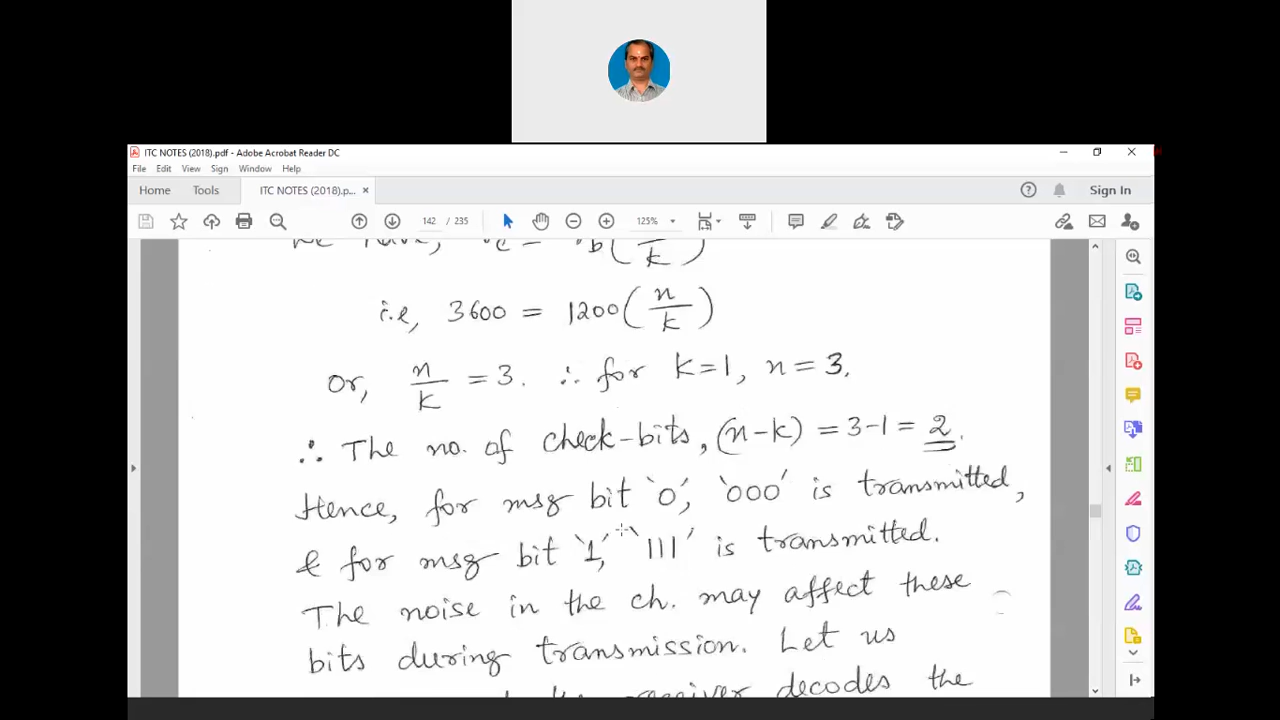 ITC NOTES (2018).pdf - Adobe Acrobat Reader DC
File Edit View Sign Window Help
Home Tools ITC NOTES (2018).p... × Sign In
142 / 235 125%
k
i.e, 3600 = 1200 (n/k)
Or, n/k = 3. ∴ for k=1, n = 3.
∴ The no. of check-bits, (n-k) = 3-1 = 2.
Hence, for msg bit '0', '000' is transmitted,
& for msg bit '1', '111' is transmitted.
The noise in the ch. may affect these
bits during transmission. Let us
receiver decodes the